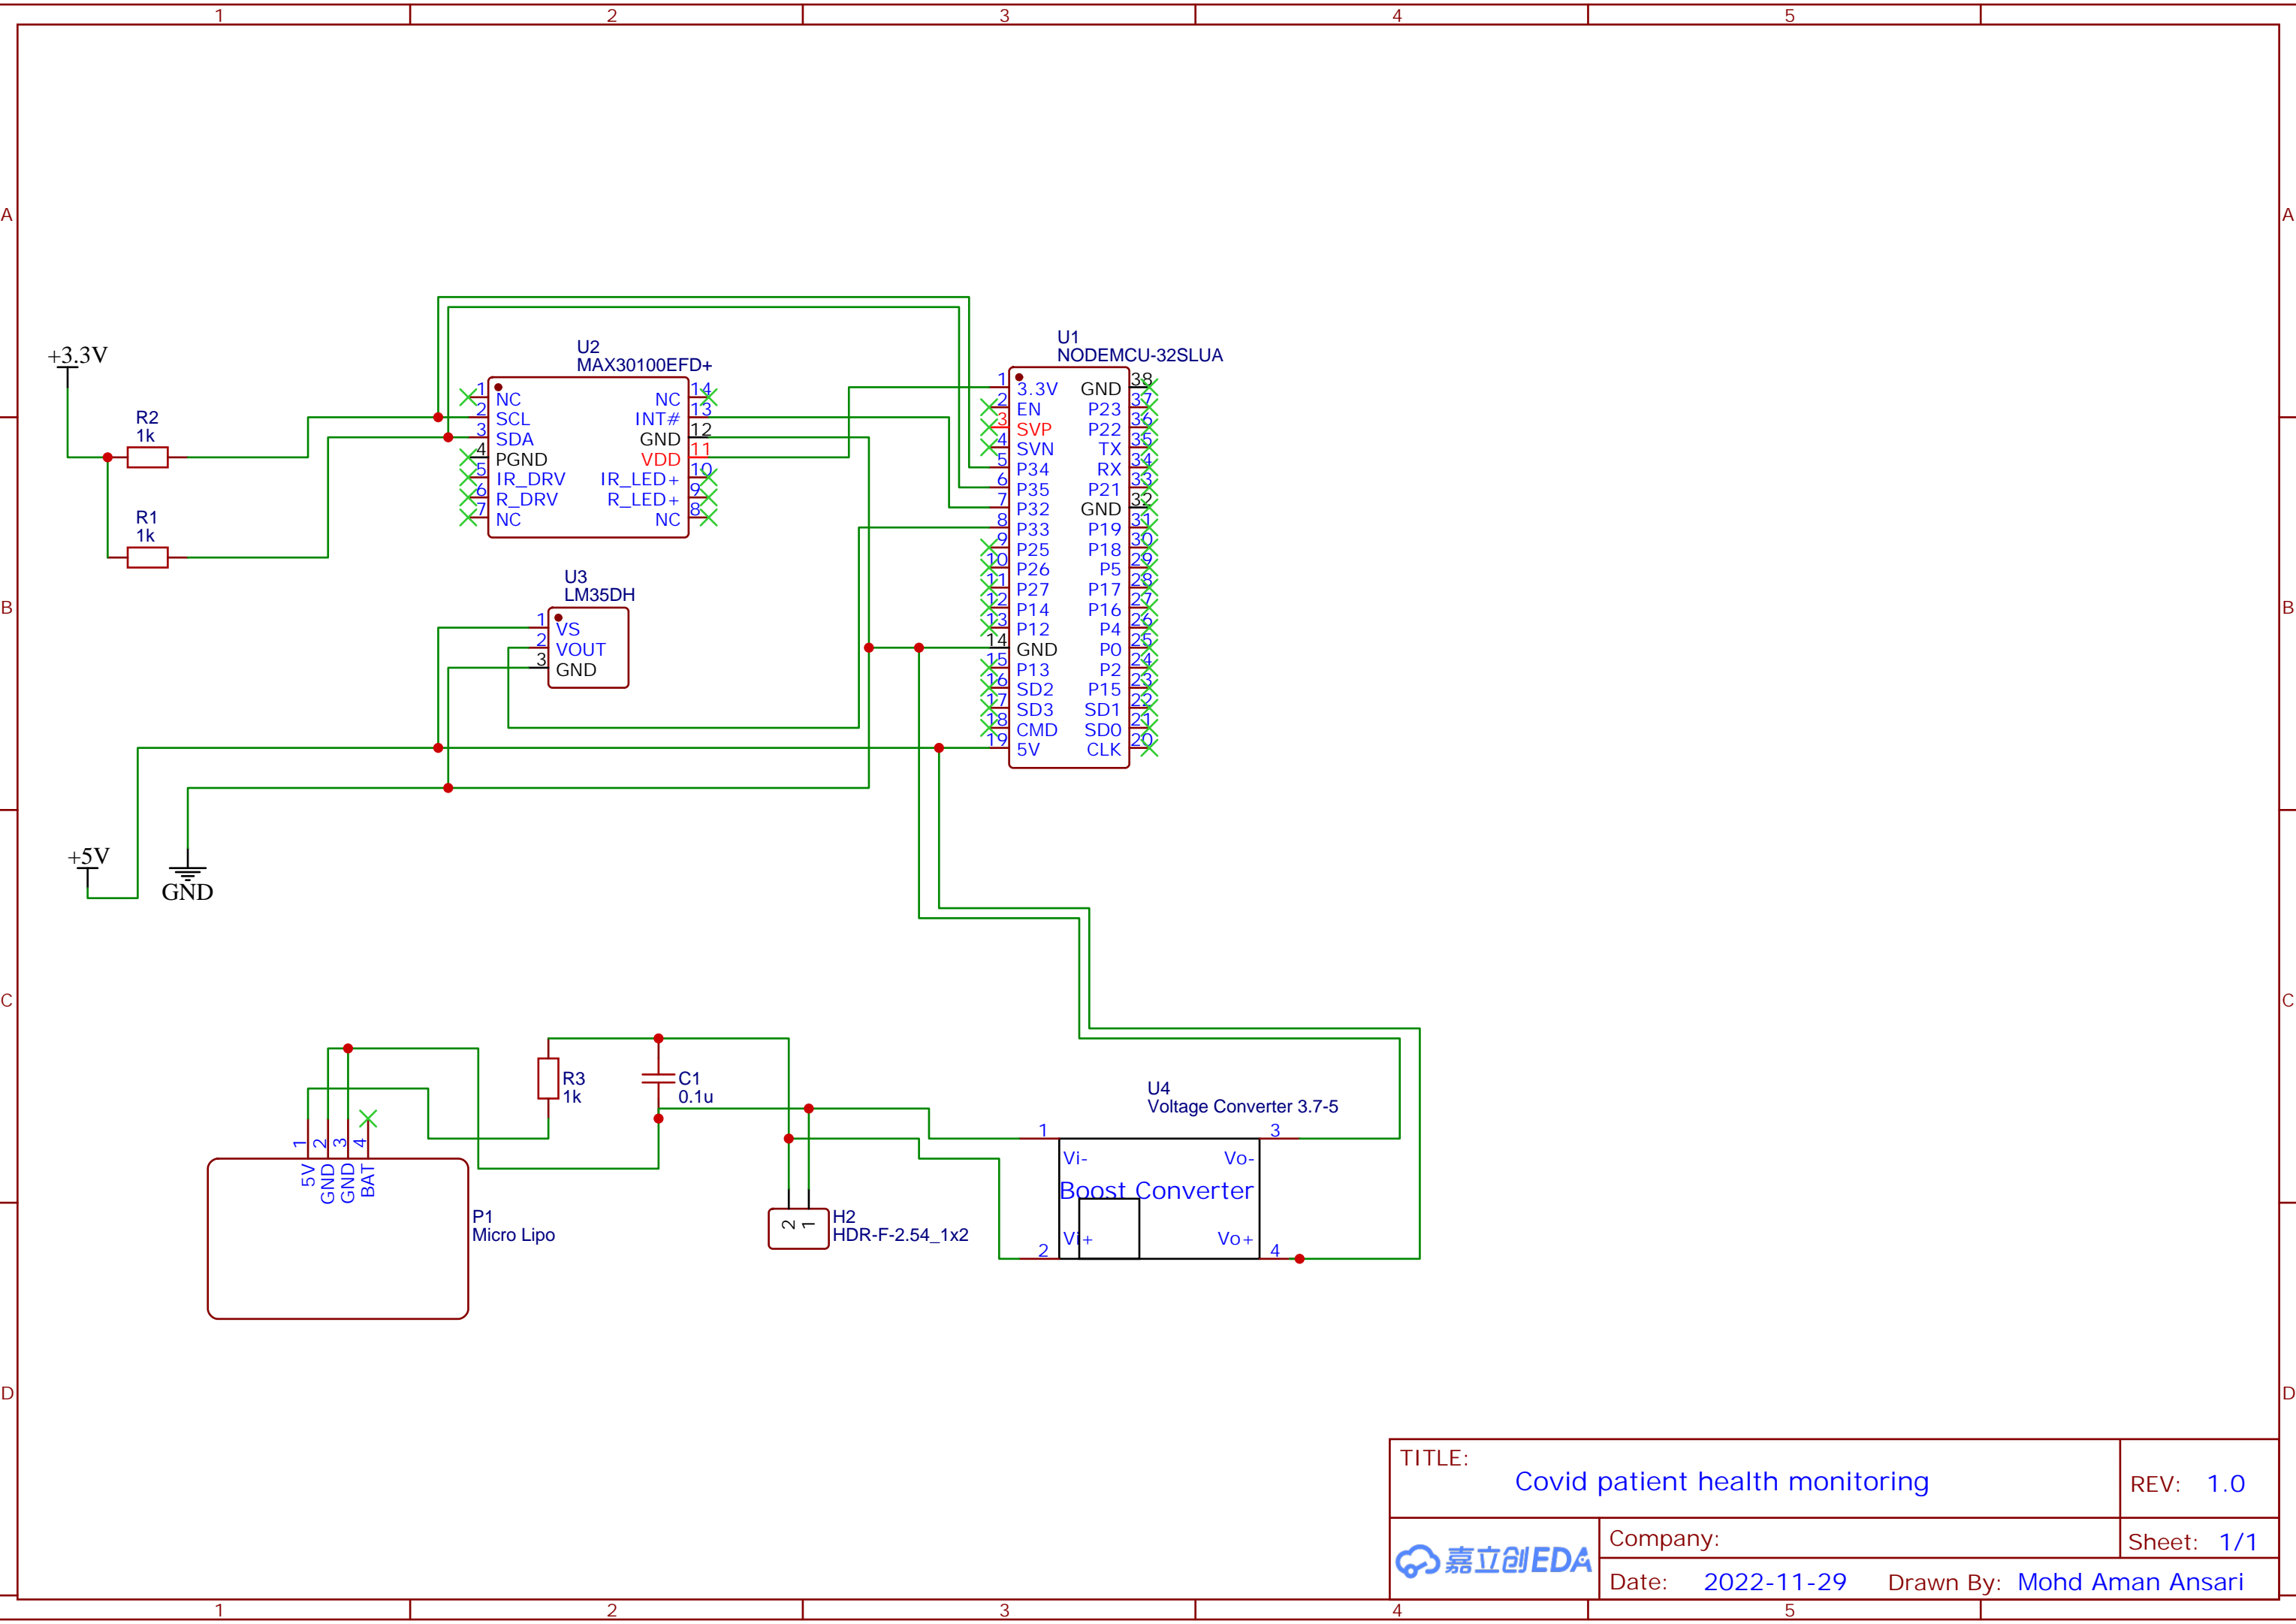 1 2 3 4 5
A A
B B
C C
D D
+3.3V
R2
1k
R1
1k
U2
MAX30100EFD+
1 NC NC 14
2 SCL INT# 13
3 SDA GND 12
4 PGND VDD 11
5 IR_DRV IR_LED+ 10
6 R_DRV R_LED+ 9
7 NC NC 8
U1
NODEMCU-32SLUA
1 3.3V GND 38
2 EN P23 37
3 SVP P22 36
4 SVN TX 35
5 P34 RX 34
6 P35 P21 33
7 P32 GND 32
8 P33 P19 31
9 P25 P18 30
10 P26 P5 29
11 P27 P17 28
12 P14 P16 27
13 P12 P4 26
14 GND P0 25
15 P13 P2 24
16 SD2 P15 23
17 SD3 SD1 22
18 CMD SD0 21
19 5V CLK 20
U3
LM35DH
1 VS
2 VOUT
3 GND
+5V
GND
R3
1k
C1
0.1u
1 5V
2 GND
3 GND
4 BAT
P1
Micro Lipo
2 1
H2
HDR-F-2.54_1x2
U4
Voltage Converter 3.7-5
1 3
Vi- Vo-
Boost Converter
Vi+ Vo+
2 4
TITLE:
Covid patient health monitoring
REV: 1.0
嘉立创EDA
Company:
Sheet: 1/1
Date: 2022-11-29 Drawn By: Mohd Aman Ansari
1 2 3 4 5